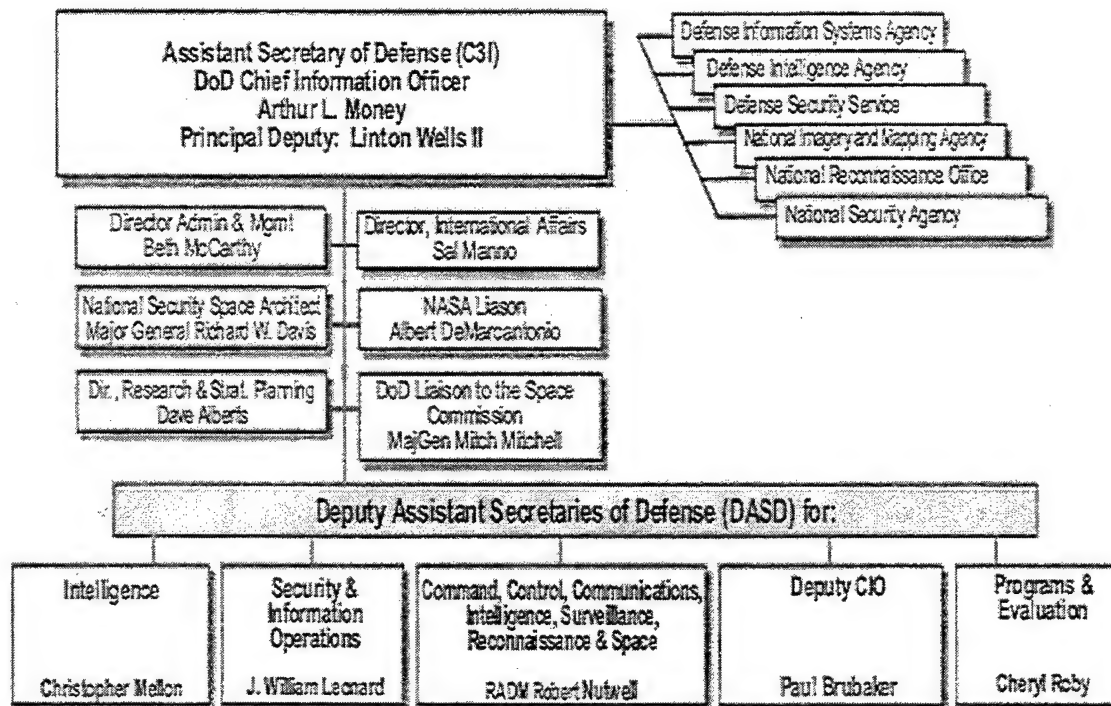 Assistant Secretary of Defense (C3I)
DoD Chief Information Officer
Arthur L. Money
Principal Deputy: Linton Wells II
Defense Information Systems Agency
Defense Intelligence Agency
Defense Security Service
National Imagery and Mapping Agency
National Reconnaissance Office
National Security Agency
Director Admin & Mgmt
Beth McCarthy
Director, International Affairs
Sal Manno
National Security Space Architect
Major General Richard W. Davis
NASA Liason
Albert DeMarcantonio
Dir., Research & Strat. Planning
Dave Alberts
DoD Liaison to the Space
Commission
MajGen Mitch Mitchell
Deputy Assistant Secretaries of Defense (DASD) for:
Intelligence
Christopher Mellon
Security &
Information
Operations
J. William Leonard
Command, Control, Communications,
Intelligence, Surveillance,
Reconnaissance & Space
RADM Robert Nutwell
Deputy CIO
Paul Brubaker
Programs &
Evaluation
Cheryl Roby